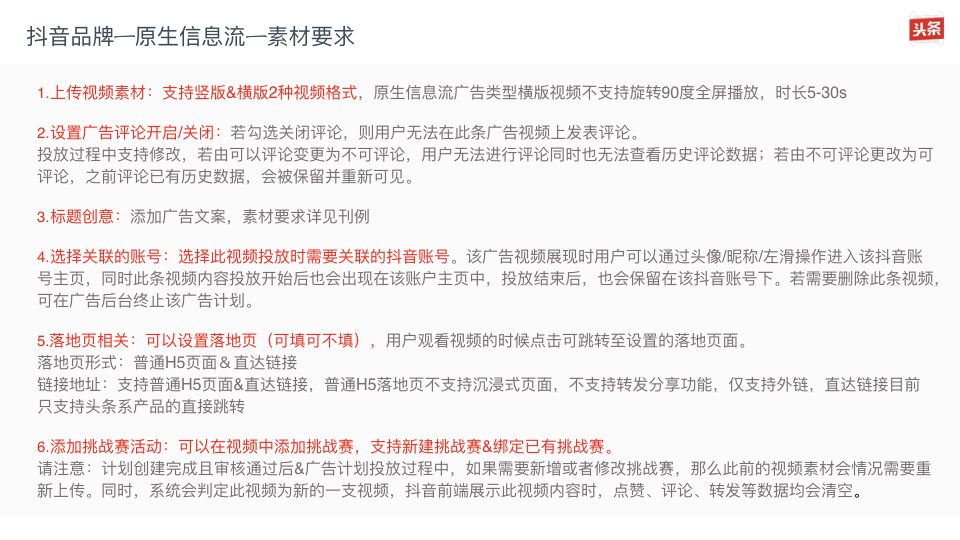 抖音品牌—原生信息流—素材要求
头条
1.上传视频素材：支持竖版&横版2种视频格式，原生信息流广告类型横版视频不支持旋转90度全屏播放，时长5-30s
2.设置广告评论开启/关闭：若勾选关闭评论，则用户无法在此条广告视频上发表评论。
投放过程中支持修改，若由可以评论变更为不可评论，用户无法进行评论同时也无法查看历史评论数据；若由不可评论更改为可
评论，之前评论已有历史数据，会被保留并重新可见。
3.标题创意：添加广告文案，素材要求详见刊例
4.选择关联的账号：选择此视频投放时需要关联的抖音账号。该广告视频展现时用户可以通过头像/昵称/左滑操作进入该抖音账
号主页，同时此条视频内容投放开始后也会出现在该账户主页中，投放结束后，也会保留在该抖音账号下。若需要删除此条视频，
可在广告后台终止该广告计划。
5.落地页相关：可以设置落地页（可填可不填），用户观看视频的时候点击可跳转至设置的落地页面。
落地页形式：普通H5页面＆直达链接
链接地址：支持普通H5页面&直达链接，普通H5落地页不支持沉浸式页面，不支持转发分享功能，仅支持外链，直达链接目前
只支持头条系产品的直接跳转
6.添加挑战赛活动：可以在视频中添加挑战赛，支持新建挑战赛&绑定已有挑战赛。
请注意：计划创建完成且审核通过后&广告计划投放过程中，如果需要新增或者修改挑战赛，那么此前的视频素材会情况需要重
新上传。同时，系统会判定此视频为新的一支视频，抖音前端展示此视频内容时，点赞、评论、转发等数据均会清空。